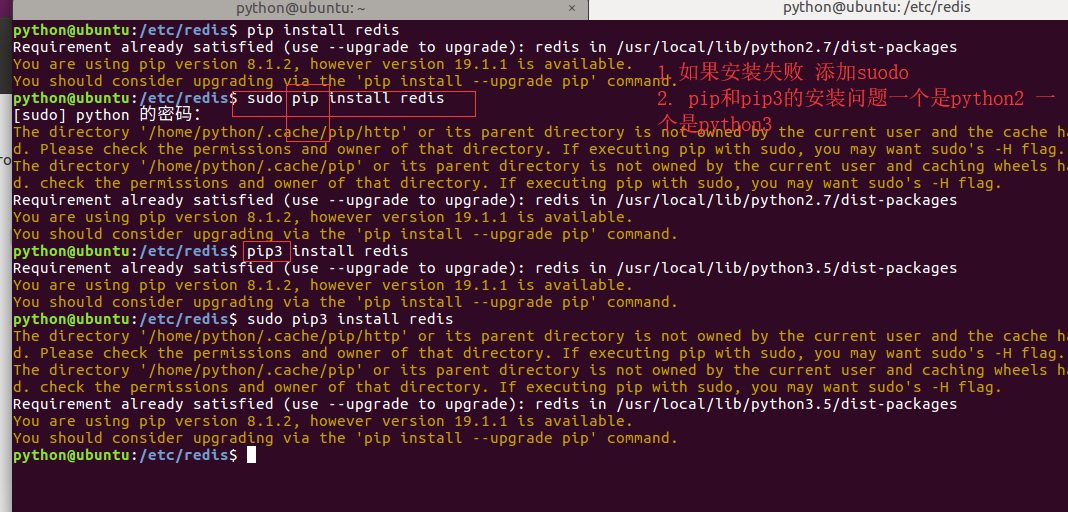 python@ubuntu: ~
×
python@ubuntu: /etc/redis
python@ubuntu:/etc/redis$ pip install redis
Requirement already satisfied (use --upgrade to upgrade): redis in /usr/local/lib/python2.7/dist-packages
You are using pip version 8.1.2, however version 19.1.1 is available.
You should consider upgrading via the 'pip install --upgrade pip' command.
1. 如果安装失败 添加suodo
2. pip和pip3的安装问题一个是python2 一
个是python3
python@ubuntu:/etc/redis$ sudo pip install redis
[sudo] python 的密码：
The directory '/home/python/.cache/pip/http' or its parent directory is not owned by the current user and the cache ha
d. Please check the permissions and owner of that directory. If executing pip with sudo, you may want sudo's -H flag.
The directory '/home/python/.cache/pip' or its parent directory is not owned by the current user and caching wheels ha
d. check the permissions and owner of that directory. If executing pip with sudo, you may want sudo's -H flag.
Requirement already satisfied (use --upgrade to upgrade): redis in /usr/local/lib/python2.7/dist-packages
You are using pip version 8.1.2, however version 19.1.1 is available.
You should consider upgrading via the 'pip install --upgrade pip' command.
python@ubuntu:/etc/redis$ pip3 install redis
Requirement already satisfied (use --upgrade to upgrade): redis in /usr/local/lib/python3.5/dist-packages
You are using pip version 8.1.2, however version 19.1.1 is available.
You should consider upgrading via the 'pip install --upgrade pip' command.
python@ubuntu:/etc/redis$ sudo pip3 install redis
The directory '/home/python/.cache/pip/http' or its parent directory is not owned by the current user and the cache ha
d. Please check the permissions and owner of that directory. If executing pip with sudo, you may want sudo's -H flag.
The directory '/home/python/.cache/pip' or its parent directory is not owned by the current user and caching wheels ha
d. check the permissions and owner of that directory. If executing pip with sudo, you may want sudo's -H flag.
Requirement already satisfied (use --upgrade to upgrade): redis in /usr/local/lib/python3.5/dist-packages
You are using pip version 8.1.2, however version 19.1.1 is available.
You should consider upgrading via the 'pip install --upgrade pip' command.
python@ubuntu:/etc/redis$